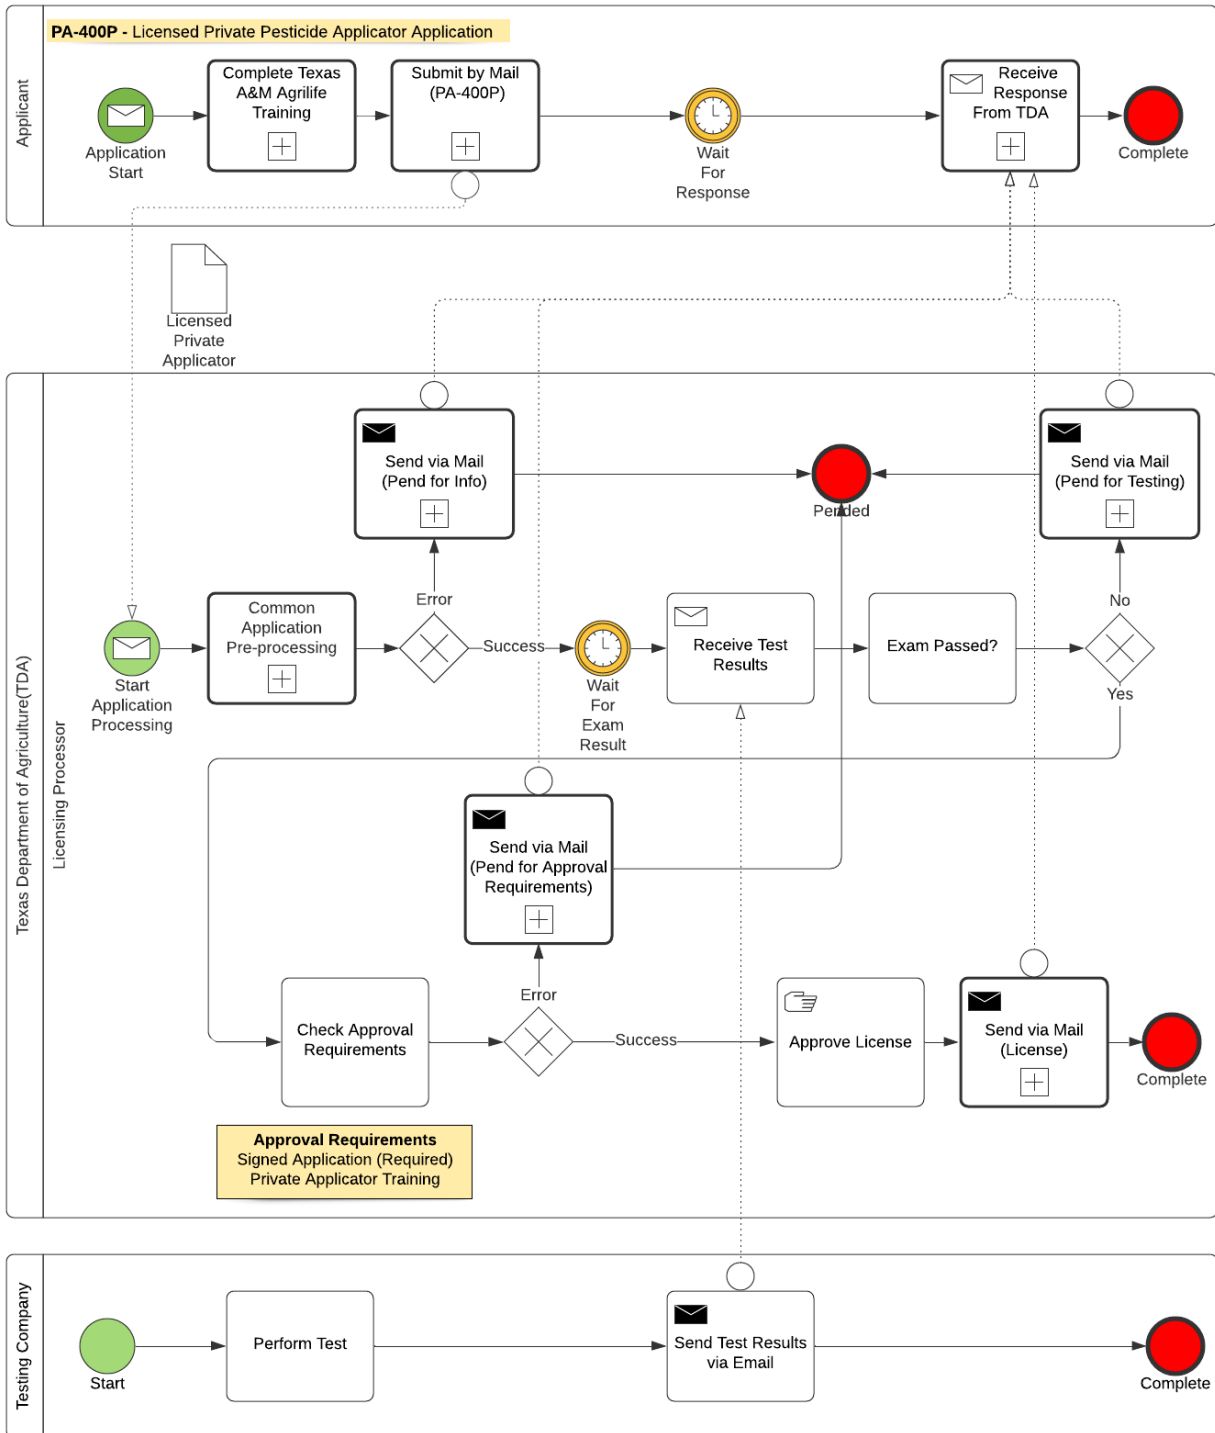 PA-400P - Licensed Private Pesticide Applicator Application
Applicant
Complete Texas
A&M Agrilife
Training
Submit by Mail
(PA-400P)
Receive
Response
From TDA
Application
Start
Wait
For
Response
Complete
Licensed
Private
Applicator
Texas Department of Agriculture(TDA)
Licensing Processor
Send via Mail
(Pend for Info)
Pended
Send via Mail
(Pend for Testing)
Error
No
Common
Application
Pre-processing
Success
Receive Test
Results
Exam Passed?
Start
Application
Processing
Wait
For
Exam
Result
Yes
Send via Mail
(Pend for Approval
Requirements)
Error
Check Approval
Requirements
Success
Approve License
Send via Mail
(License)
Complete
Approval Requirements
Signed Application (Required)
Private Applicator Training
Testing Company
Start
Perform Test
Send Test Results
via Email
Complete